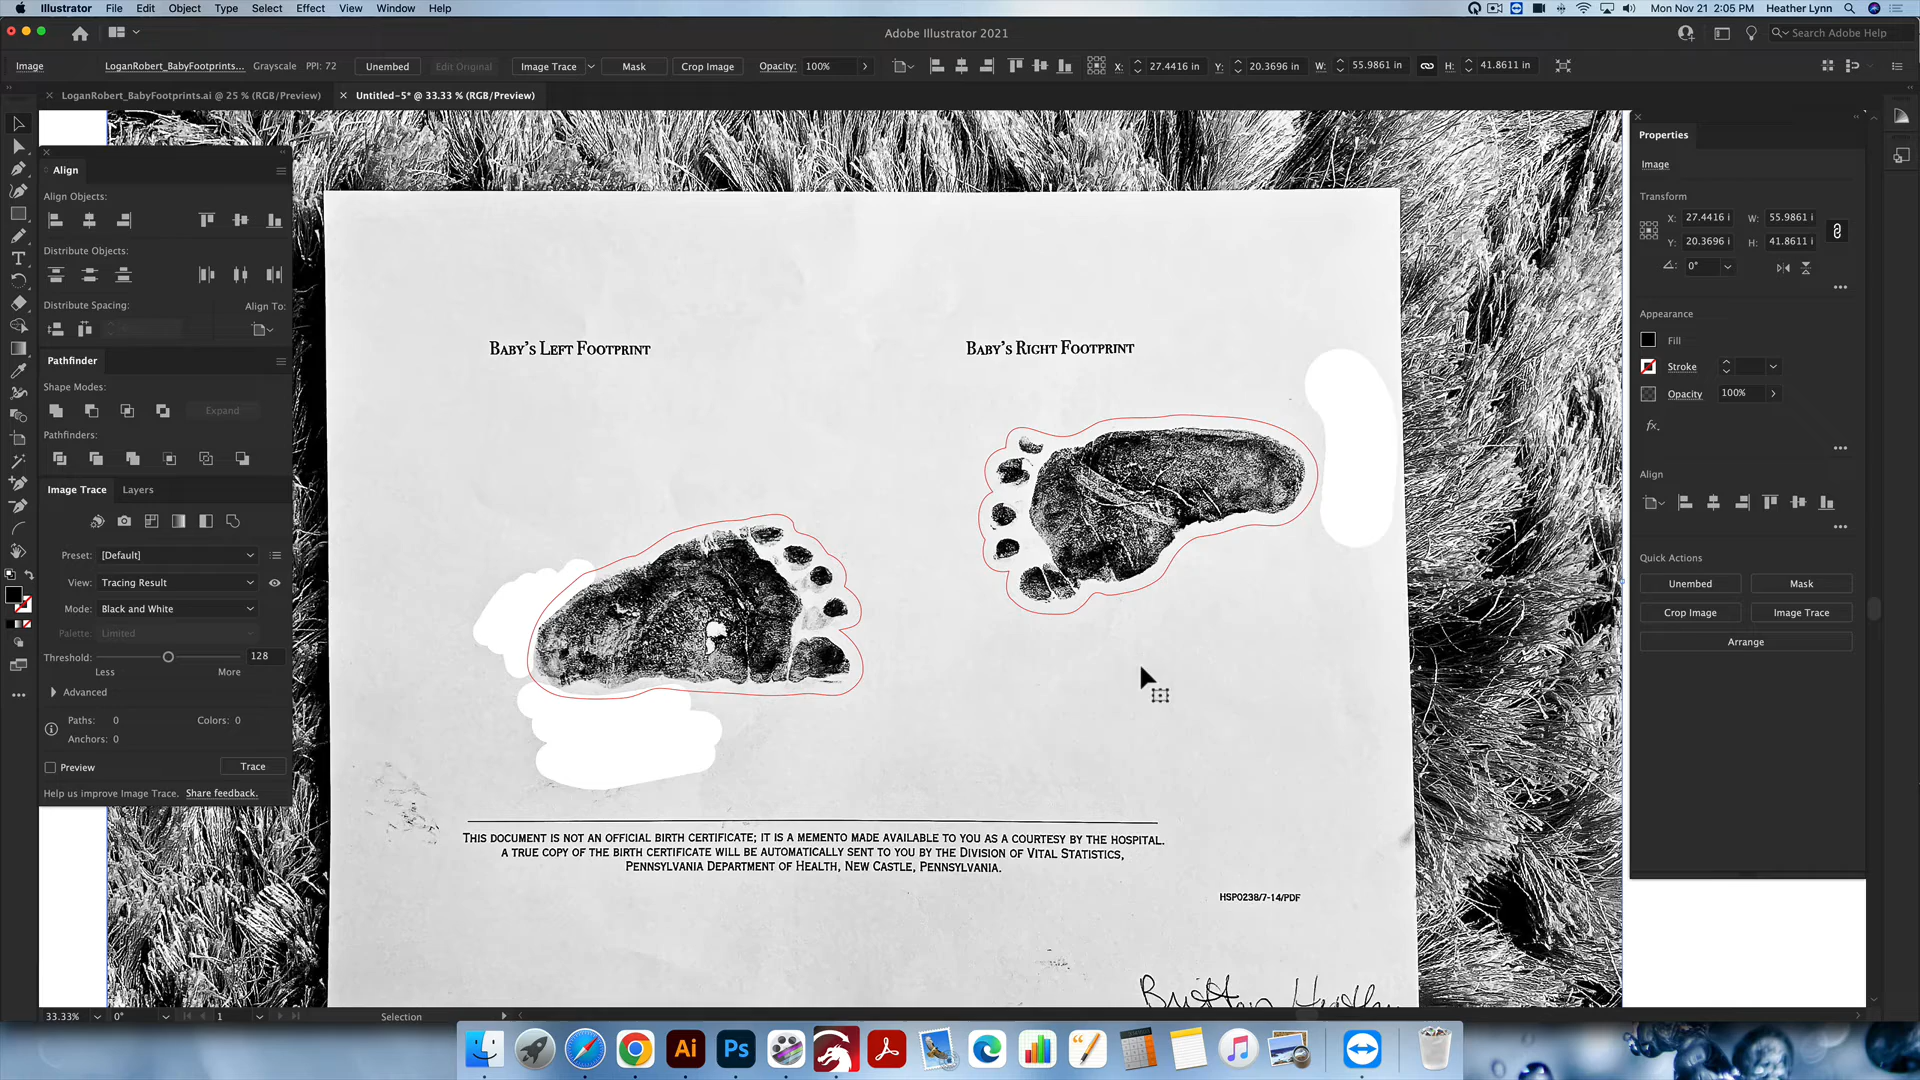 Illustrator File Edit Object Type Select Effect View Window Help
Mon Nov 21 2:05 PM Heather Lynn
Adobe Illustrator 2021
Search Adobe Help
Image LoganRobert_BabyFootprints... Grayscale PPI: 72 Unembed Edit Original Image Trace Mask Crop Image Opacity: 100% X: 27.4416 in Y: 20.3696 in W: 55.9861 in H: 41.8611 in
LoganRobert_BabyFootprints.ai @ 25 % (RGB/Preview) Untitled-5* @ 33.33 % (RGB/Preview)
Align
Align Objects:
Distribute Objects:
Distribute Spacing: Align To:
Pathfinder
Shape Modes:
Expand
Pathfinders:
Image Trace Layers
Preset: [Default]
View: Tracing Result
Mode: Black and White
Palette: Limited
Threshold: 128
Less More
Advanced
Paths: 0 Colors: 0
Anchors: 0
Preview Trace
Help us improve Image Trace. Share feedback.
Baby's Left Footprint
Baby's Right Footprint
This document is not an official birth certificate; it is a memento made available to you as a courtesy by the hospital.
A true copy of the birth certificate will be automatically sent to you by the Division of Vital Statistics,
Pennsylvania Department of Health, New Castle, Pennsylvania.
HSP0238/7-14/PDF
Properties
Image
Transform
X: 27.4416 i W: 55.9861 i
Y: 20.3696 i H: 41.8611 i
0°
Appearance
Fill
Stroke
Opacity 100%
fx.
Align
Quick Actions
Unembed Mask
Crop Image Image Trace
Arrange
33.33% 0° 1 Selection
Ai Ps